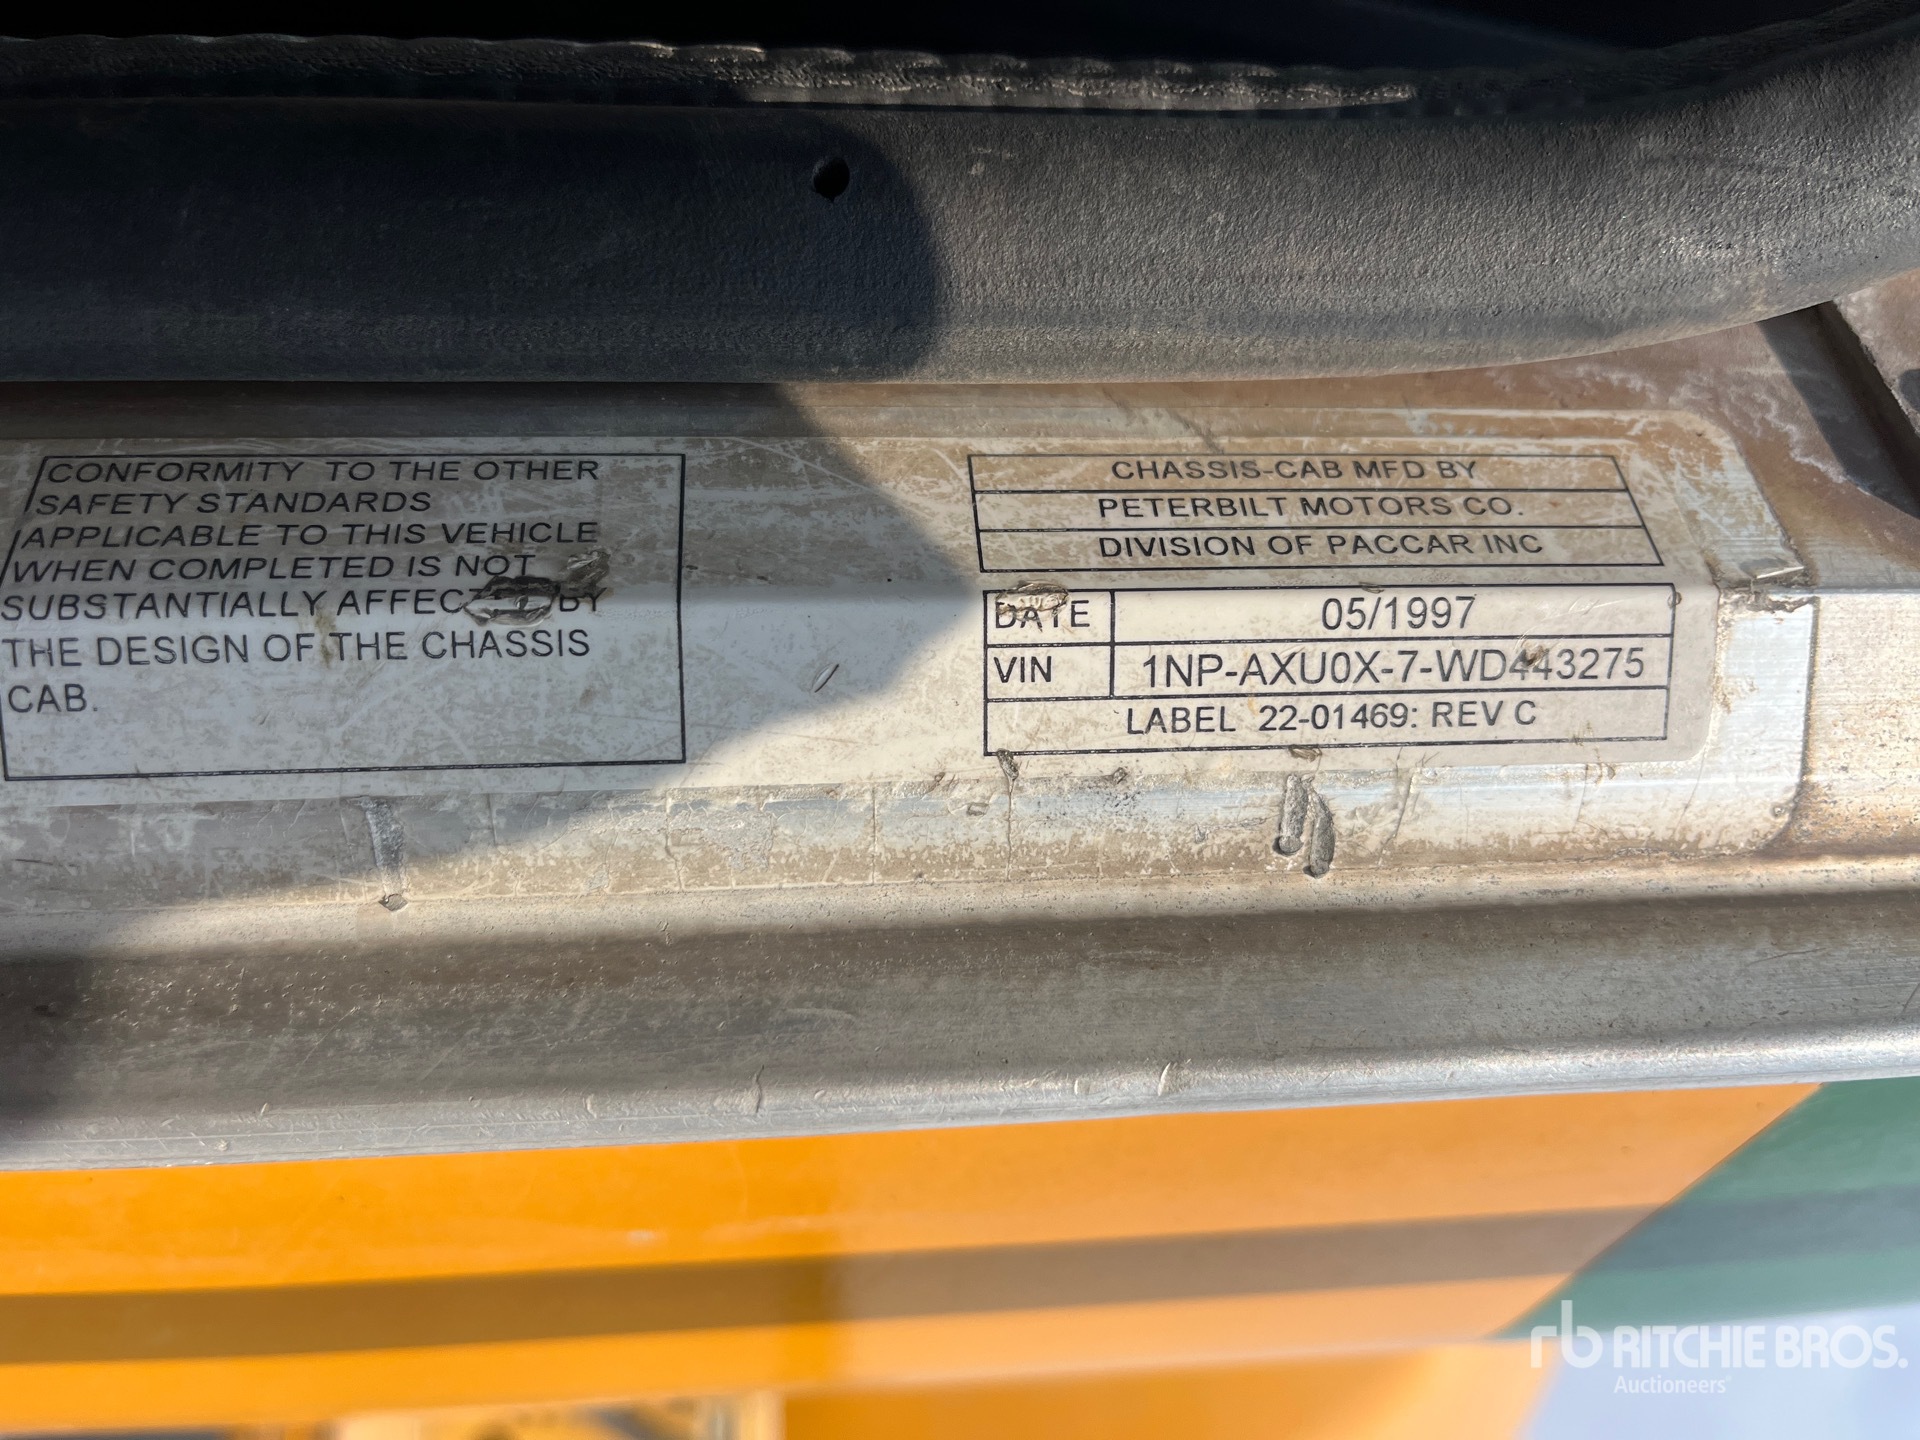 CONFORMITY TO THE OTHER
SAFETY STANDARDS
APPLICABLE TO THIS VEHICLE
WHEN COMPLETED IS NOT
SUBSTANTIALLY AFFECTED BY
THE DESIGN OF THE CHASSIS
CAB.
CHASSIS-CAB MFD BY
PETERBILT MOTORS CO.
DIVISION OF PACCAR INC
DATE 05/1997
VIN 1NP-AXU0X-7-WD443275
LABEL 22-01469: REV C
rb RITCHIE BROS.
Auctioneers